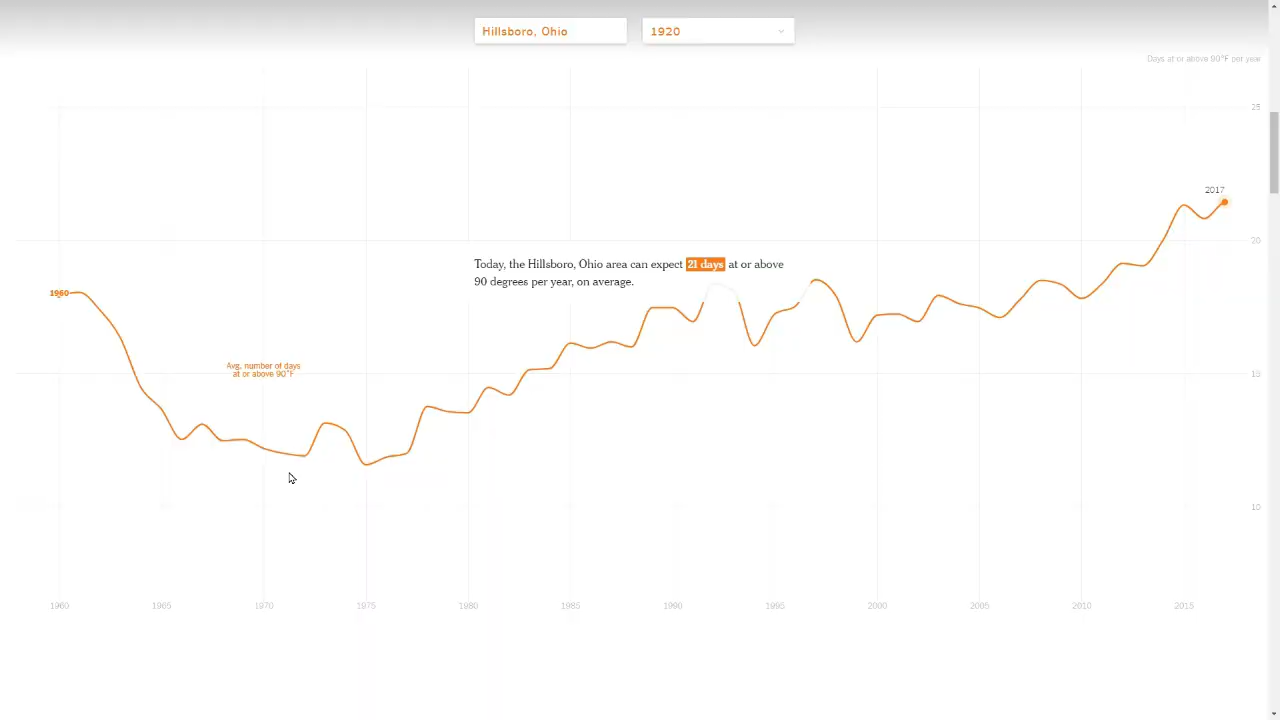 Hillsboro, Ohio
1920
Days at or above 90°F per year
25
2017
20
Today, the Hillsboro, Ohio area can expect 21 days at or above
90 degrees per year, on average.
1960
Avg. number of days
at or above 90°F
15
10
1960 1965 1970 1975 1980 1985 1990 1995 2000 2005 2010 2015